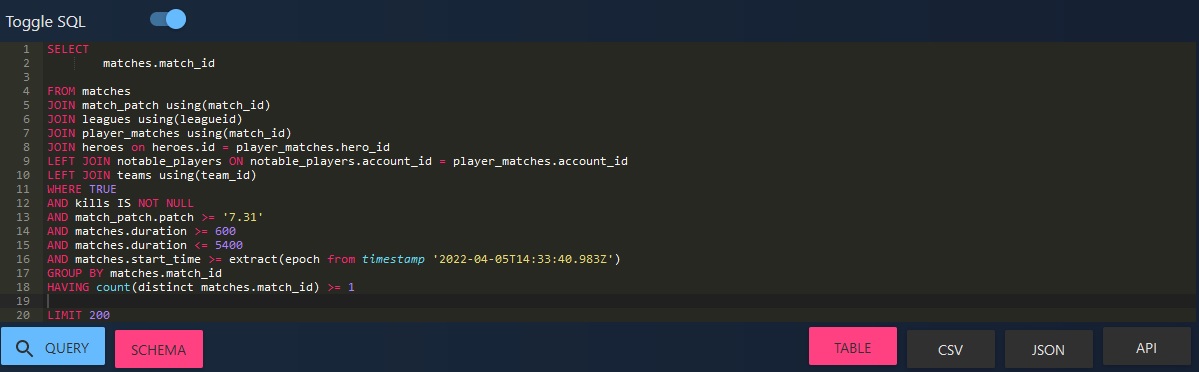 Toggle SQL
1 SELECT
2 matches.match_id
3
4 FROM matches
5 JOIN match_patch using(match_id)
6 JOIN leagues using(leagueid)
7 JOIN player_matches using(match_id)
8 JOIN heroes on heroes.id = player_matches.hero_id
9 LEFT JOIN notable_players ON notable_players.account_id = player_matches.account_id
10 LEFT JOIN teams using(team_id)
11 WHERE TRUE
12 AND kills IS NOT NULL
13 AND match_patch.patch >= '7.31'
14 AND matches.duration >= 600
15 AND matches.duration <= 5400
16 AND matches.start_time >= extract(epoch from timestamp '2022-04-05T14:33:40.983Z')
17 GROUP BY matches.match_id
18 HAVING count(distinct matches.match_id) >= 1
19
20 LIMIT 200
QUERY SCHEMA TABLE CSV JSON API